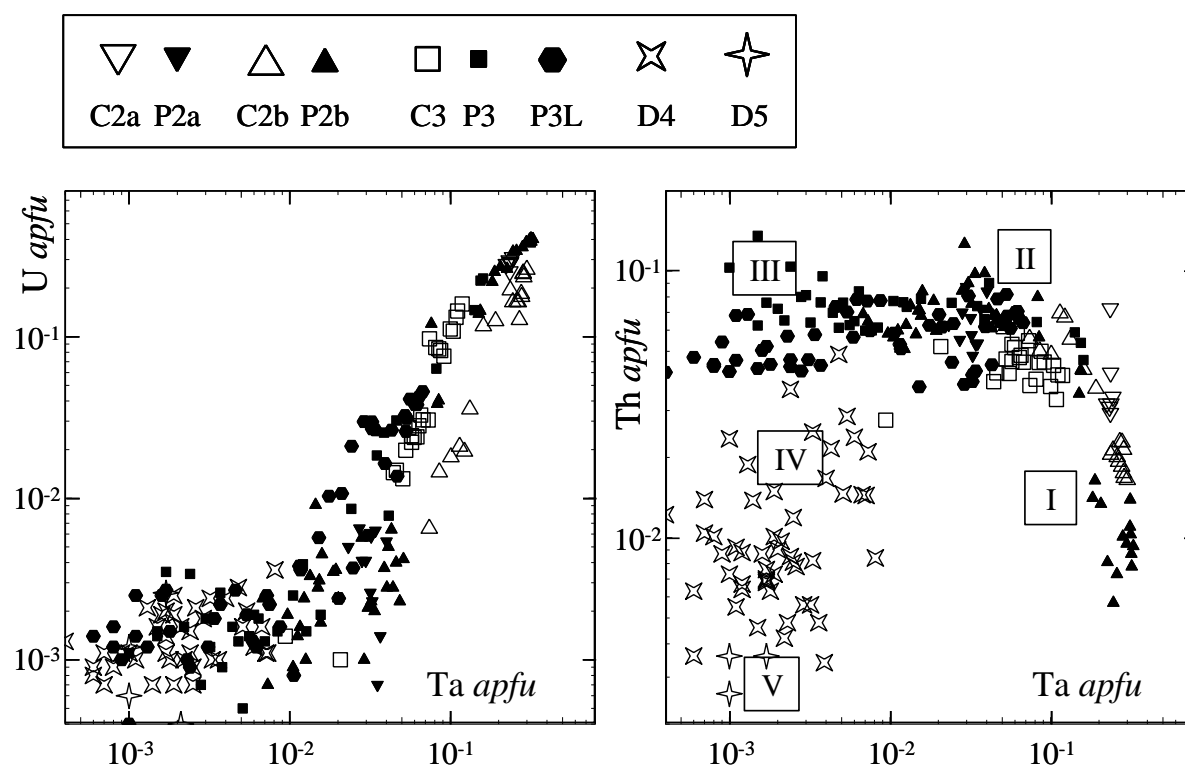 C2a P2a C2b P2b C3 P3 P3L D4 D5
U apfu
10-1
10-2
10-3
Ta apfu
10-3 10-2 10-1
Th apfu
10-1
10-2
III
II
IV
I
V
Ta apfu
10-3 10-2 10-1